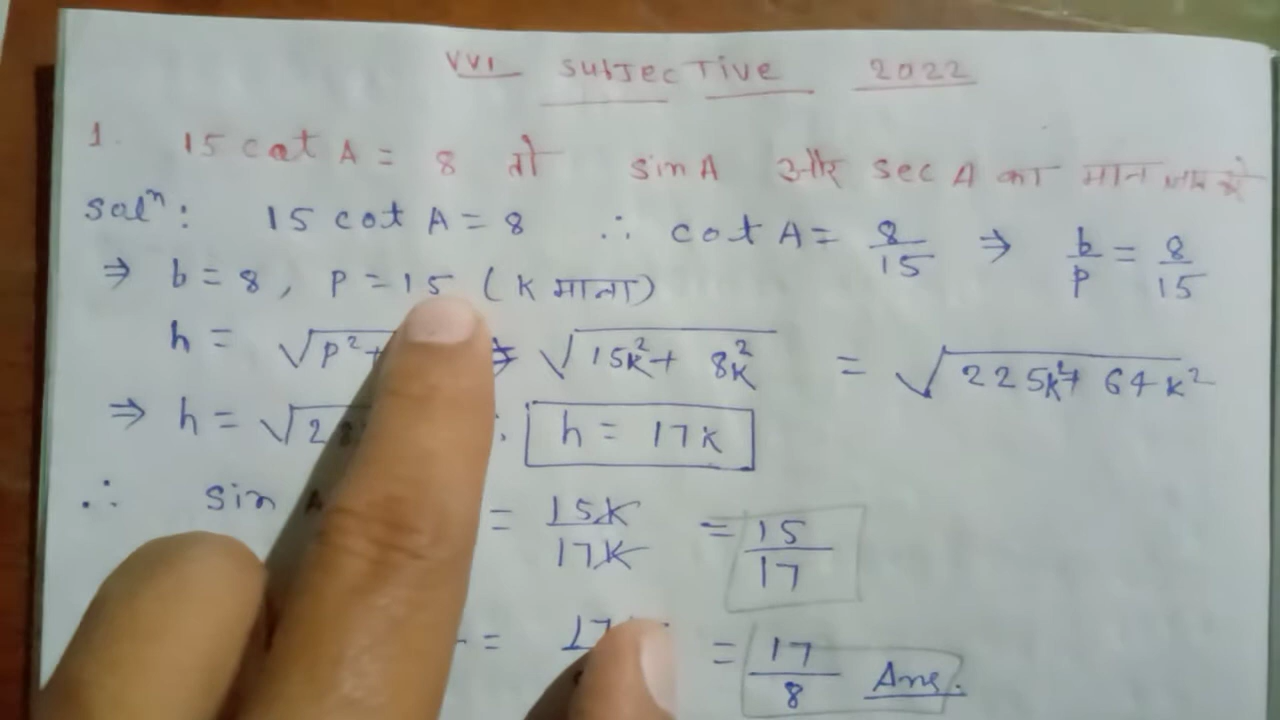 VVI SUBJECTIVE 2022
1. 15 cot A = 8 तो sin A और sec A का मान
Solⁿ: 15 cot A = 8 ∴ cot A = 8/15 ⇒ b/p = 8/15
⇒ b = 8, P = 15 (K माना)
h = √P²+ ⇒ √15K² + 8K² = √225K² + 64K²
⇒ h = √2 h = 17K
∴ sin = 15K/17K = 15/17
= 17 = 17/8 Ans.